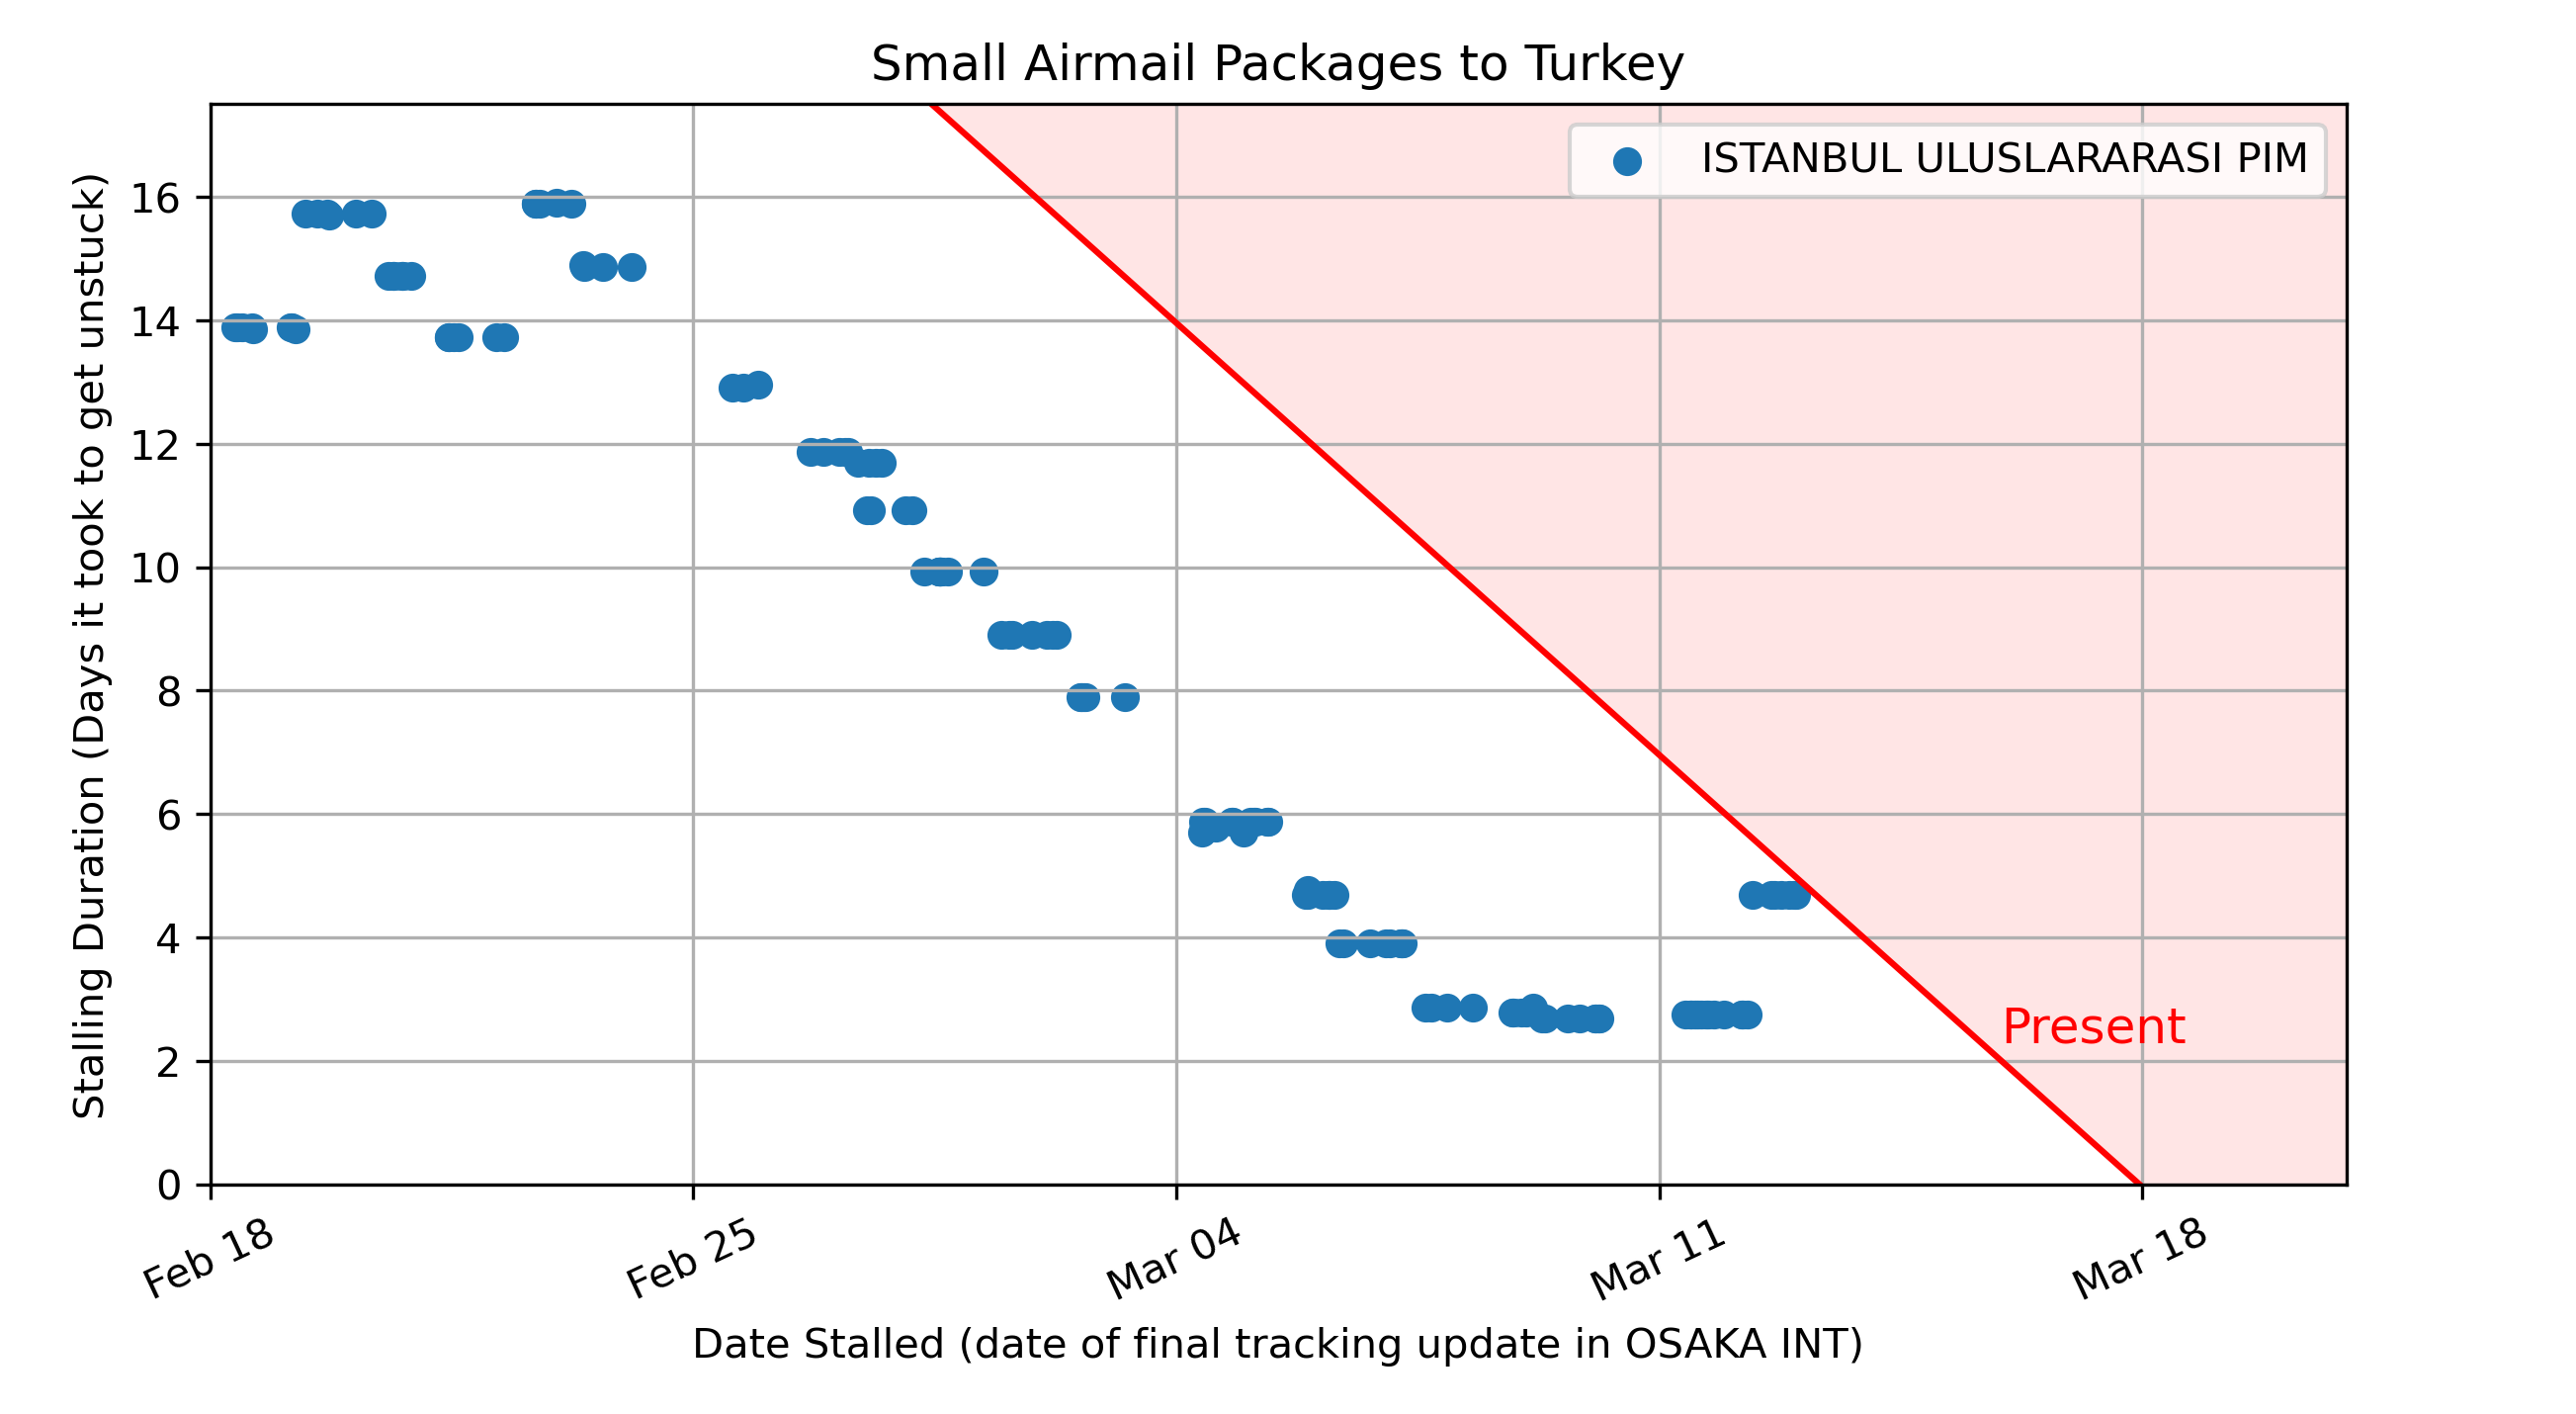 Small Airmail Packages to Turkey
ISTANBUL ULUSLARARASI PIM
Stalling Duration (Days it took to get unstuck)
16
14
12
10
8
6
4
2
0
Present
Feb 18
Feb 25
Mar 04
Mar 11
Mar 18
Date Stalled (date of final tracking update in OSAKA INT)